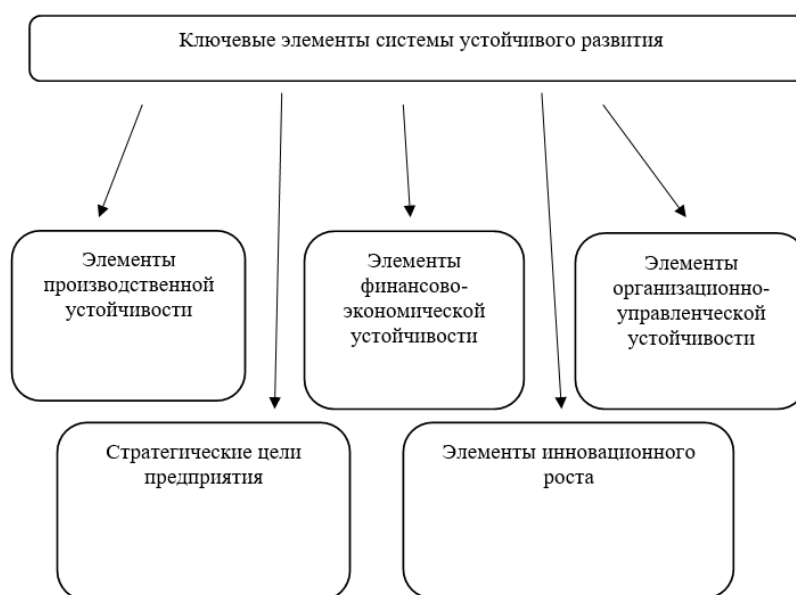 Ключевые элементы системы устойчивого развития
Элементы
производственной
устойчивости
Элементы
финансово-
экономической
устойчивости
Элементы
организационно-
управленческой
устойчивости
Стратегические цели
предприятия
Элементы инновационного
роста